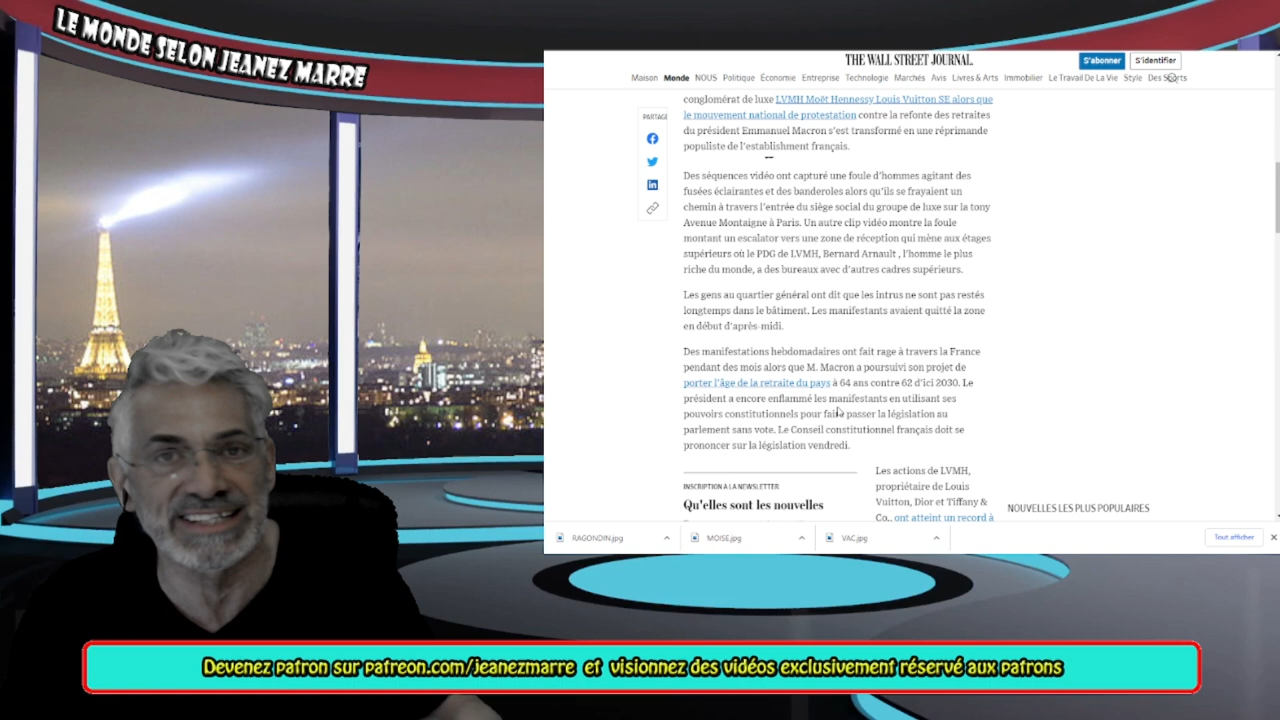 LE MONDE SELON JEANEZ MARRE
THE WALL STREET JOURNAL.
S'abonner
S'identifier
Maison Monde NOUS Politique Économie Entreprise Technologie Marchés Avis Livres & Arts Immobilier Le Travail De La Vie Style Des Sports
PARTAGE
conglomérat de luxe LVMH Moët Hennessy Louis Vuitton SE alors que
le mouvement national de protestation contre la refonte des retraites
du président Emmanuel Macron s'est transformé en une réprimande
populiste de l'establishment français.
Des séquences vidéo ont capturé une foule d'hommes agitant des
fusées éclairantes et des banderoles alors qu'ils se frayaient un
chemin à travers l'entrée du siège social du groupe de luxe sur la tony
Avenue Montaigne à Paris. Un autre clip vidéo montre la foule
montant un escalator vers une zone de réception qui mène aux étages
supérieurs où le PDG de LVMH, Bernard Arnault , l'homme le plus
riche du monde, a des bureaux avec d'autres cadres supérieurs.
Les gens au quartier général ont dit que les intrus ne sont pas restés
longtemps dans le bâtiment. Les manifestants avaient quitté la zone
en début d'après-midi.
Des manifestations hebdomadaires ont fait rage à travers la France
pendant des mois alors que M. Macron a poursuivi son projet de
porter l'âge de la retraite du pays à 64 ans contre 62 d'ici 2030. Le
président a encore enflammé les manifestants en utilisant ses
pouvoirs constitutionnels pour faire passer la législation au
parlement sans vote. Le Conseil constitutionnel français doit se
prononcer sur la législation vendredi.
INSCRIPTION A LA NEWSLETTER
Qu'elles sont les nouvelles
Les actions de LVMH,
propriétaire de Louis
Vuitton, Dior et Tiffany &
Co., ont atteint un record à
NOUVELLES LES PLUS POPULAIRES
RAGONDIN.jpg
MOISE.jpg
VAC.jpg
Tout afficher
Devenez patron sur patreon.com/jeanezmarre et visionnez des vidéos exclusivement réservé aux patrons